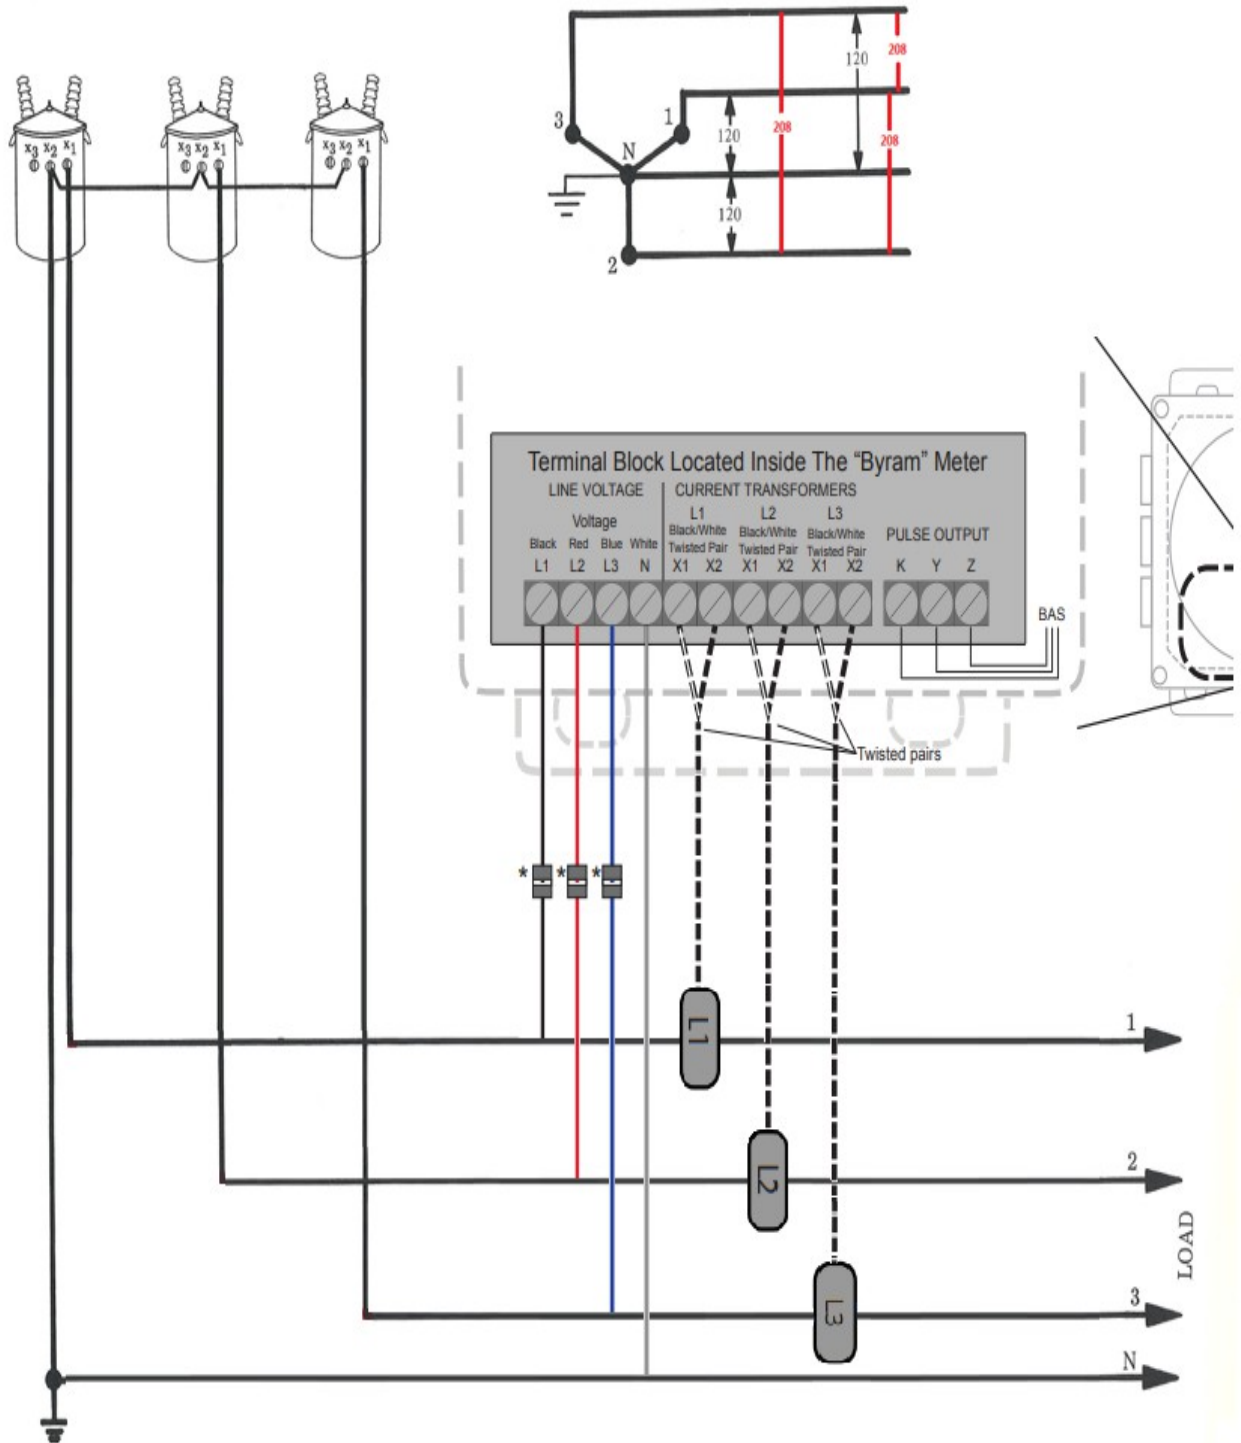 208
120
3
1
120
208
208
N
120
2
X3 X2 X1
X3 X2 X1
X3 X2 X1
Terminal Block Located Inside The “Byram” Meter
LINE VOLTAGE
CURRENT TRANSFORMERS
Voltage
L1
L2
L3
Black/White
Black/White
Black/White
PULSE OUTPUT
Black Red Blue White
Twisted Pair
Twisted Pair
Twisted Pair
L1 L2 L3 N X1 X2 X1 X2 X1 X2 K Y Z
BAS
Twisted pairs
* * *
L1
1
L2
2
LOAD
L3
3
N